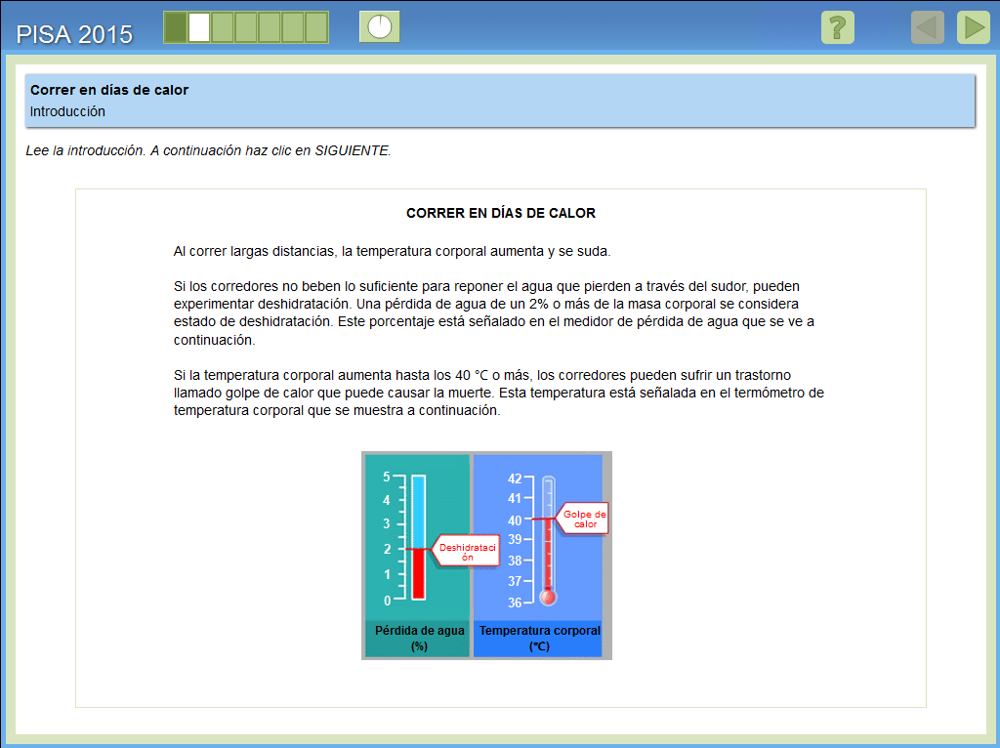 PISA 2015
?
Correr en días de calor
Introducción
Lee la introducción. A continuación haz clic en SIGUIENTE.
CORRER EN DÍAS DE CALOR
Al correr largas distancias, la temperatura corporal aumenta y se suda.
Si los corredores no beben lo suficiente para reponer el agua que pierden a través del sudor, pueden
experimentar deshidratación. Una pérdida de agua de un 2% o más de la masa corporal se considera
estado de deshidratación. Este porcentaje está señalado en el medidor de pérdida de agua que se ve a
continuación.
Si la temperatura corporal aumenta hasta los 40 °C o más, los corredores pueden sufrir un trastorno
llamado golpe de calor que puede causar la muerte. Esta temperatura está señalada en el termómetro de
temperatura corporal que se muestra a continuación.
5
4
3
2
1
0
Deshidrataci
ón
Pérdida de agua
(%)
42
41
40
39
38
37
36
Golpe de
calor
Temperatura corporal
(°C)